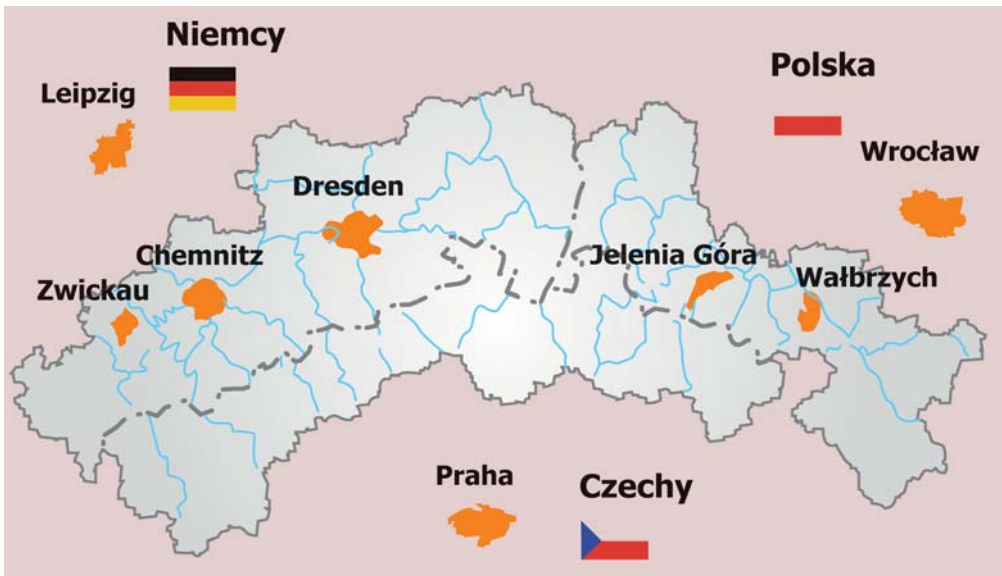 Niemcy
Polska
Leipzig
Wrocław
Dresden
Chemnitz
Jelenia Góra
Zwickau
Wałbrzych
Praha
Czechy